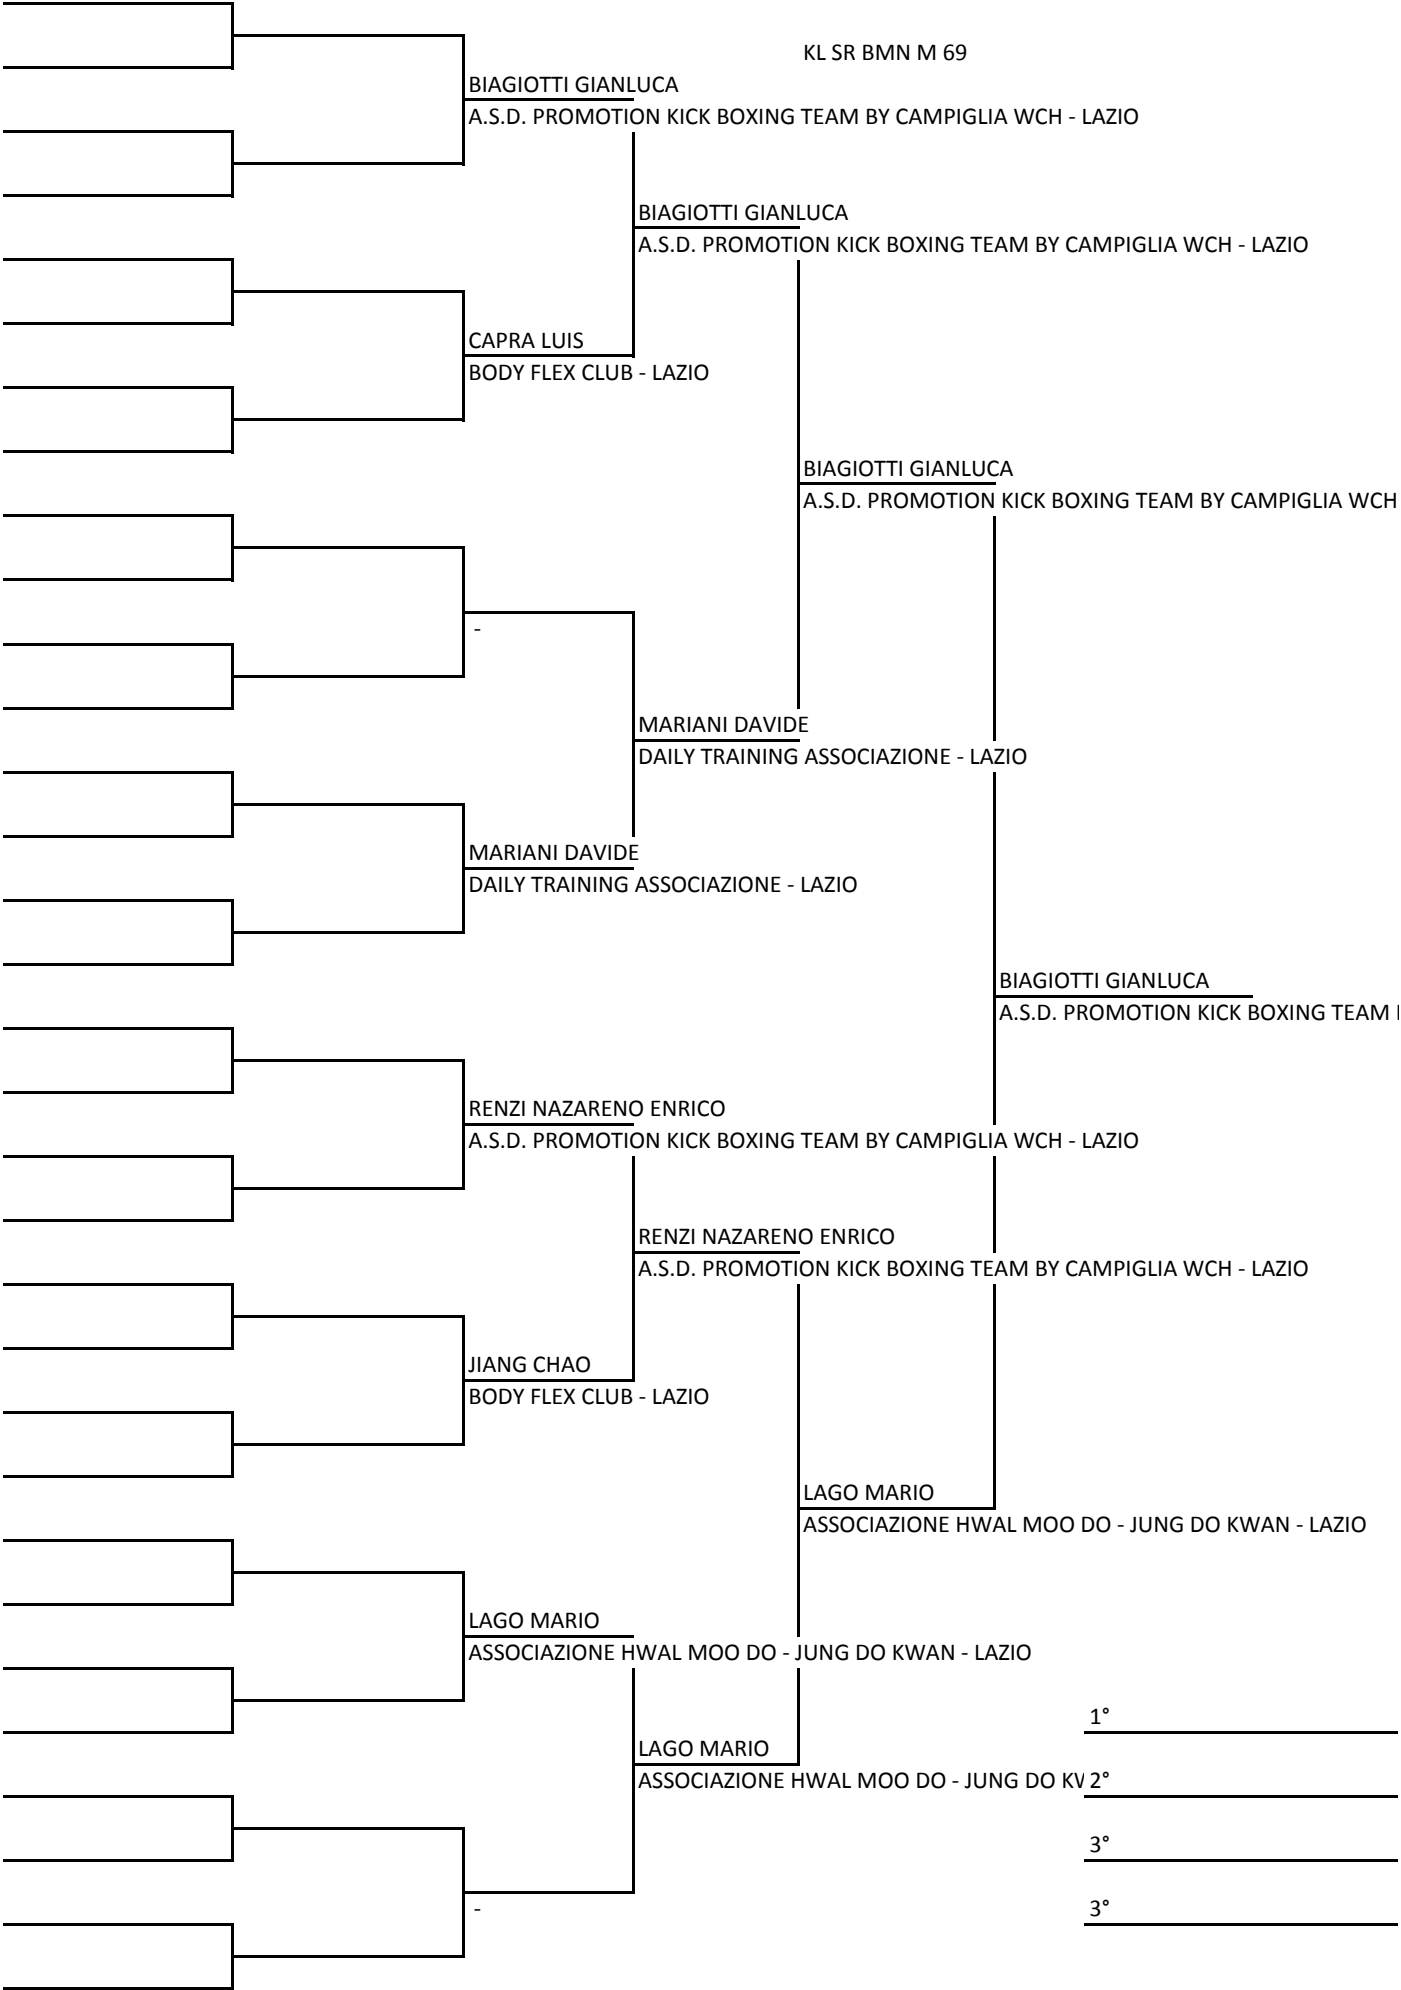 KL SR BMN M 69
BIAGIOTTI GIANLUCA
A.S.D. PROMOTION KICK BOXING TEAM BY CAMPIGLIA WCH - LAZIO
BIAGIOTTI GIANLUCA
A.S.D. PROMOTION KICK BOXING TEAM BY CAMPIGLIA WCH - LAZIO
CAPRA LUIS
BODY FLEX CLUB - LAZIO
BIAGIOTTI GIANLUCA
A.S.D. PROMOTION KICK BOXING TEAM BY CAMPIGLIA WCH
-
MARIANI DAVIDE
DAILY TRAINING ASSOCIAZIONE - LAZIO
MARIANI DAVIDE
DAILY TRAINING ASSOCIAZIONE - LAZIO
BIAGIOTTI GIANLUCA
A.S.D. PROMOTION KICK BOXING TEAM
RENZI NAZARENO ENRICO
A.S.D. PROMOTION KICK BOXING TEAM BY CAMPIGLIA WCH - LAZIO
RENZI NAZARENO ENRICO
A.S.D. PROMOTION KICK BOXING TEAM BY CAMPIGLIA WCH - LAZIO
JIANG CHAO
BODY FLEX CLUB - LAZIO
LAGO MARIO
ASSOCIAZIONE HWAL MOO DO - JUNG DO KWAN - LAZIO
LAGO MARIO
ASSOCIAZIONE HWAL MOO DO - JUNG DO KWAN - LAZIO
1°
LAGO MARIO
ASSOCIAZIONE HWAL MOO DO - JUNG DO
2°
3°
-
3°